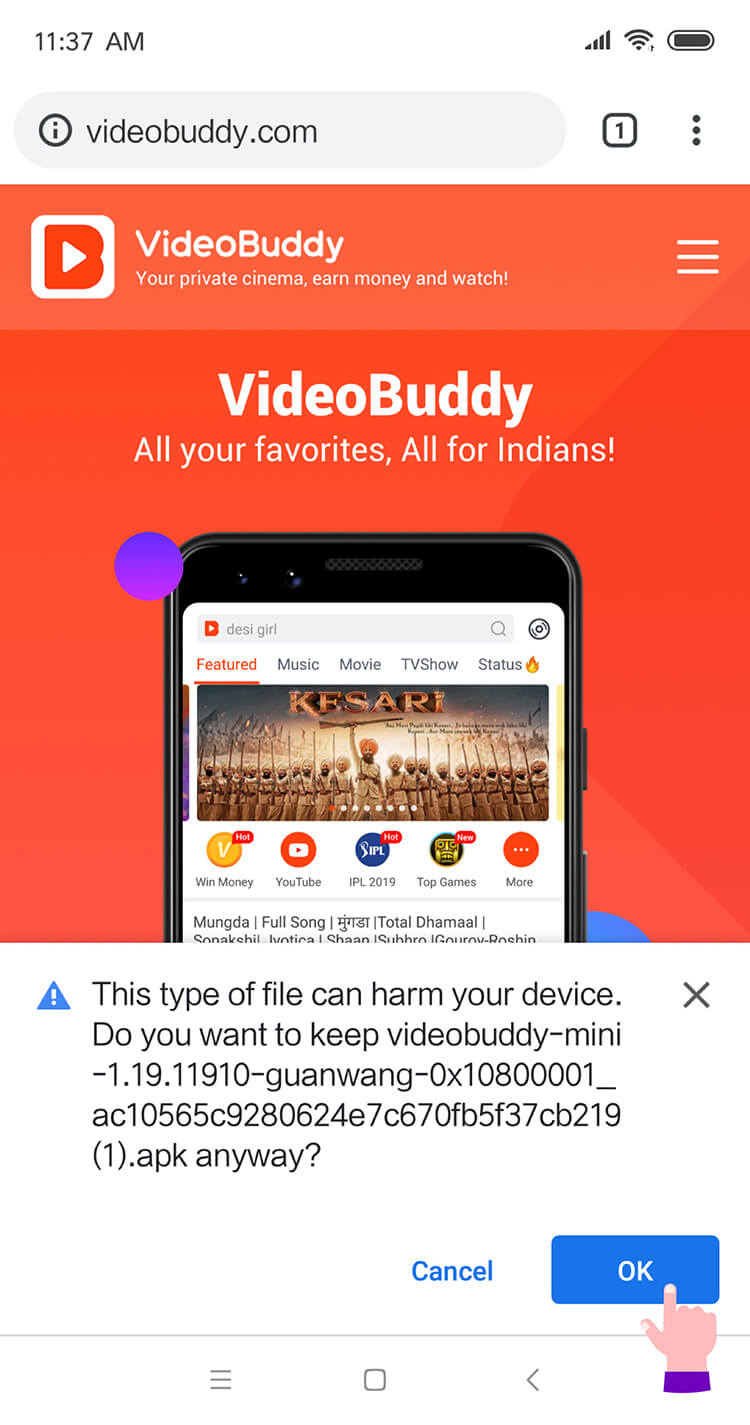 11:37 AM
videobuddy.com
1
VideoBuddy
Your private cinema, earn money and watch!
VideoBuddy
All your favorites, All for Indians!
desi girl
Featured Music Movie TVShow Status
KESARI
Hot Hot New
V IPL
Win Money YouTube IPL 2019 Top Games More
Mungda | Full Song | मुंगडा |Total Dhamaal |
Sonakshi| Jyotica | Shaan |Subhro |Gourov-Roshin
This type of file can harm your device.
Do you want to keep videobuddy-mini
-1.19.11910-guanwang-0x10800001_
ac10565c9280624e7c670fb5f37cb219
(1).apk anyway?
Cancel OK